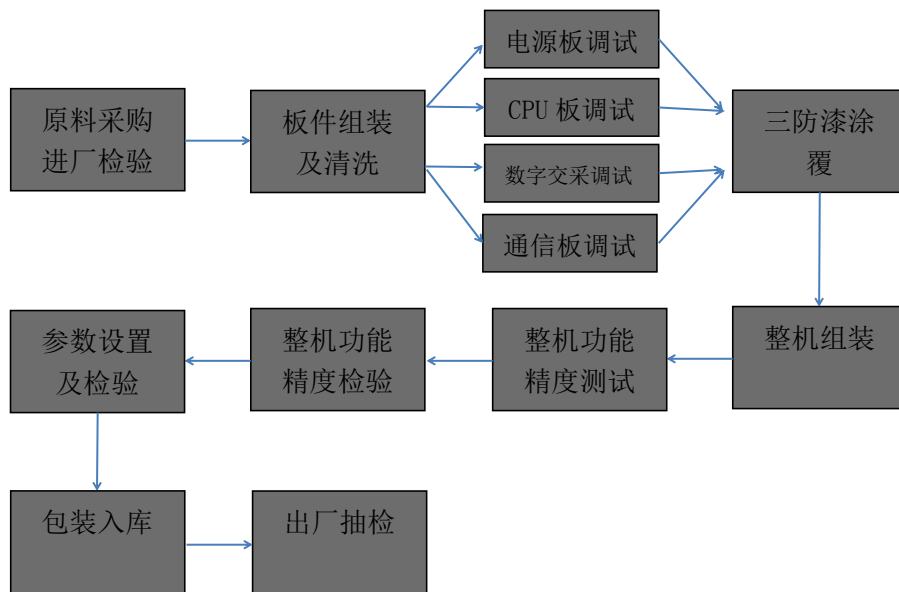 原料采购
进厂检验
板件组装
及清洗
电源板调试
CPU 板调试
数字交采调试
通信板调试
三防漆涂
覆
整机组装
整机功能
精度测试
整机功能
精度检验
参数设置
及检验
包装入库
出厂抽检